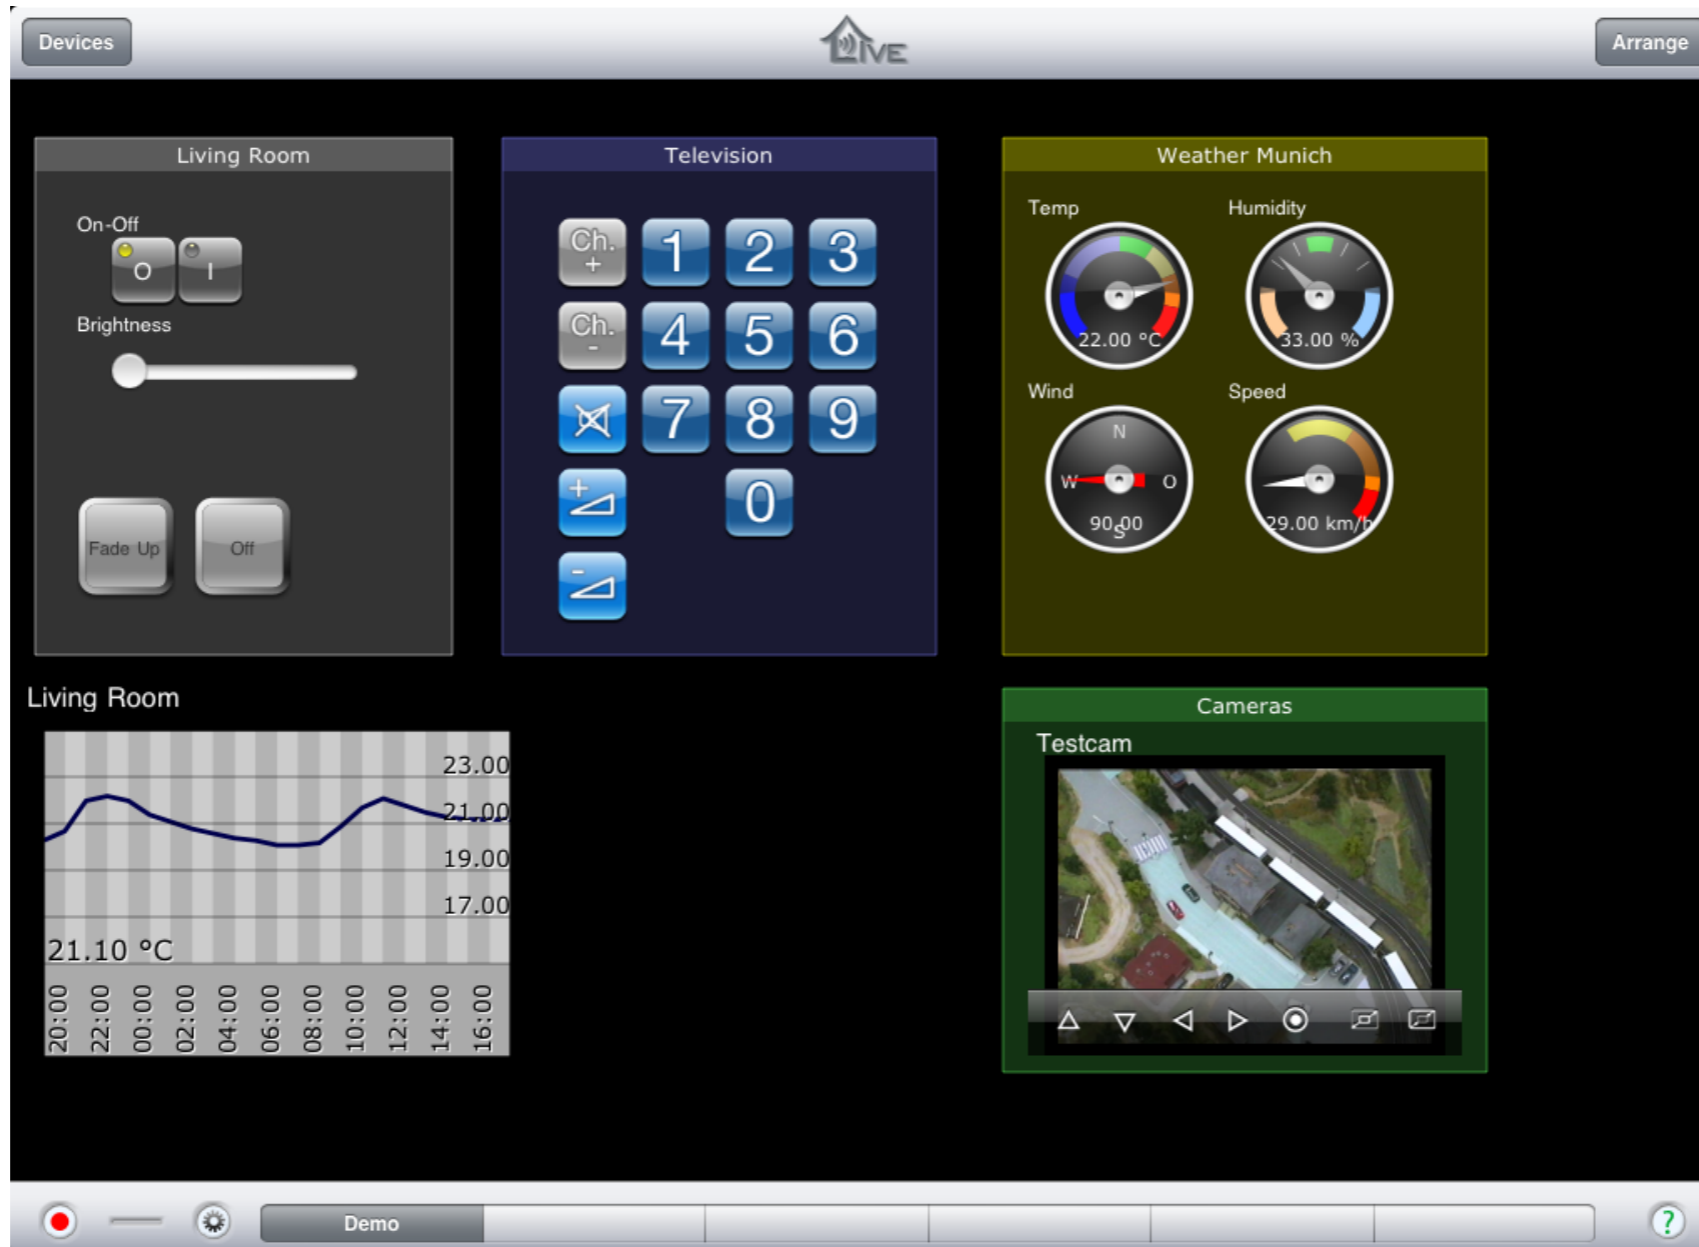 Devices
LIVE
Arrange
Living Room
On-Off
O
I
Brightness
Fade Up
Off
Television
Ch.
+
1
2
3
Ch.
-
4
5
6
7
8
9
+
0
-
Weather Munich
Temp
22.00 °C
Humidity
33.00 %
Wind
N
W
O
90.00
S
Speed
29.00 km/h
Living Room
23.00
21.00
19.00
17.00
21.10 °C
20:00
22:00
00:00
02:00
04:00
06:00
08:00
10:00
12:00
14:00
16:00
Cameras
Testcam
Demo
?